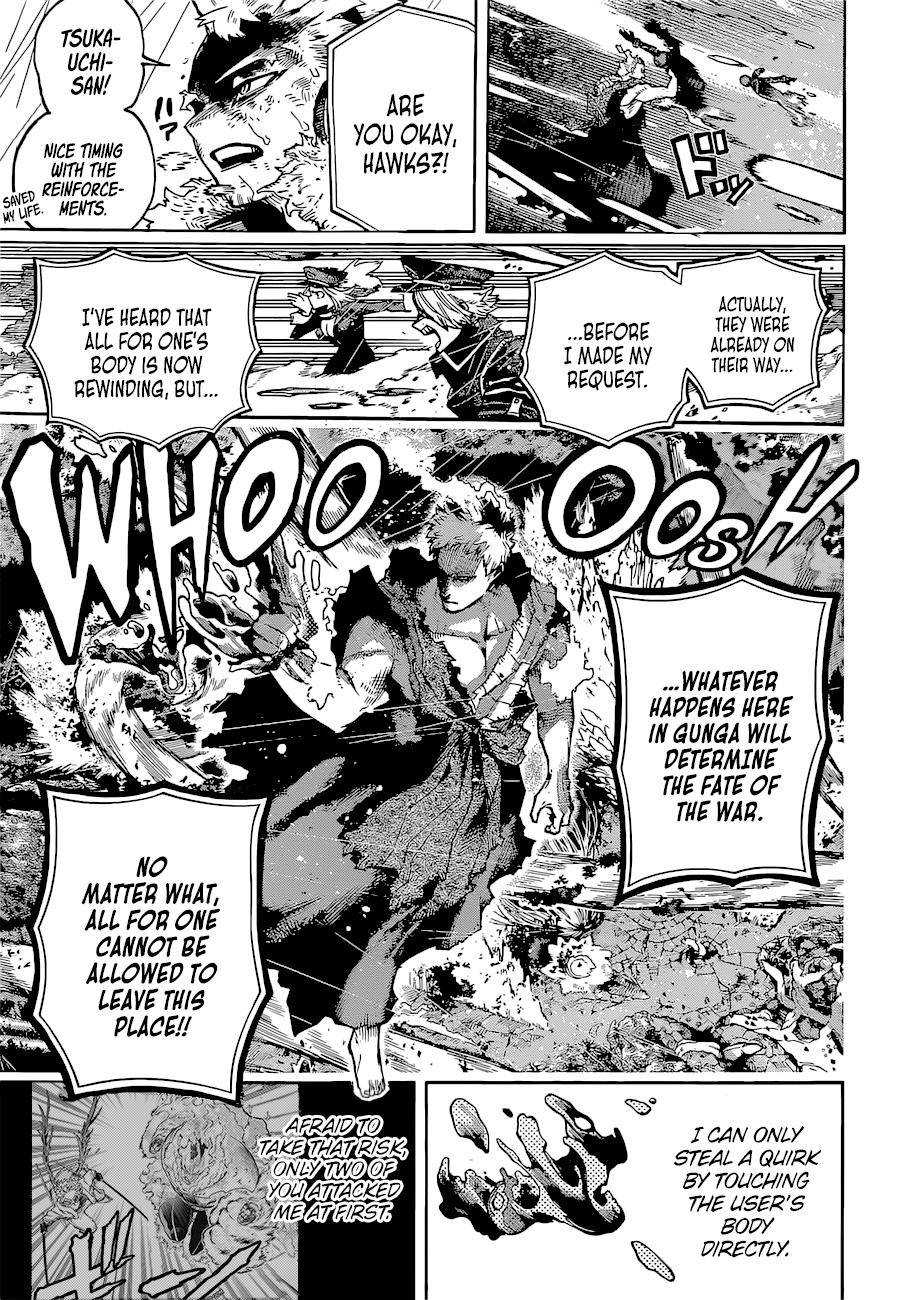 ドドッ
ARE
YOU OKAY,
HAWKS?!
TSUKA-
UCHI-
SAN!
NICE TIMING
WITH THE
REINFORCE-
MENTS.
SAVED
MY LIFE.
ハァ
ACTUALLY,
THEY WERE
ALREADY ON
THEIR WAY...
...BEFORE
I MADE MY
REQUEST.
I'VE HEARD THAT
ALL FOR ONE'S
BODY IS NOW
REWINDING, BUT...
WHOO OOSH
...WHATEVER
HAPPENS HERE
IN GUNGA WILL
DETERMINE
THE FATE OF
THE WAR.
NO
MATTER WHAT,
ALL FOR ONE
CANNOT BE
ALLOWED TO
LEAVE THIS
PLACE!!
I CAN ONLY
STEAL A QUIRK
BY TOUCHING
THE USER'S
BODY
DIRECTLY.
AFRAID TO
TAKE THAT RISK,
ONLY TWO OF
YOU ATTACKED
ME AT FIRST.